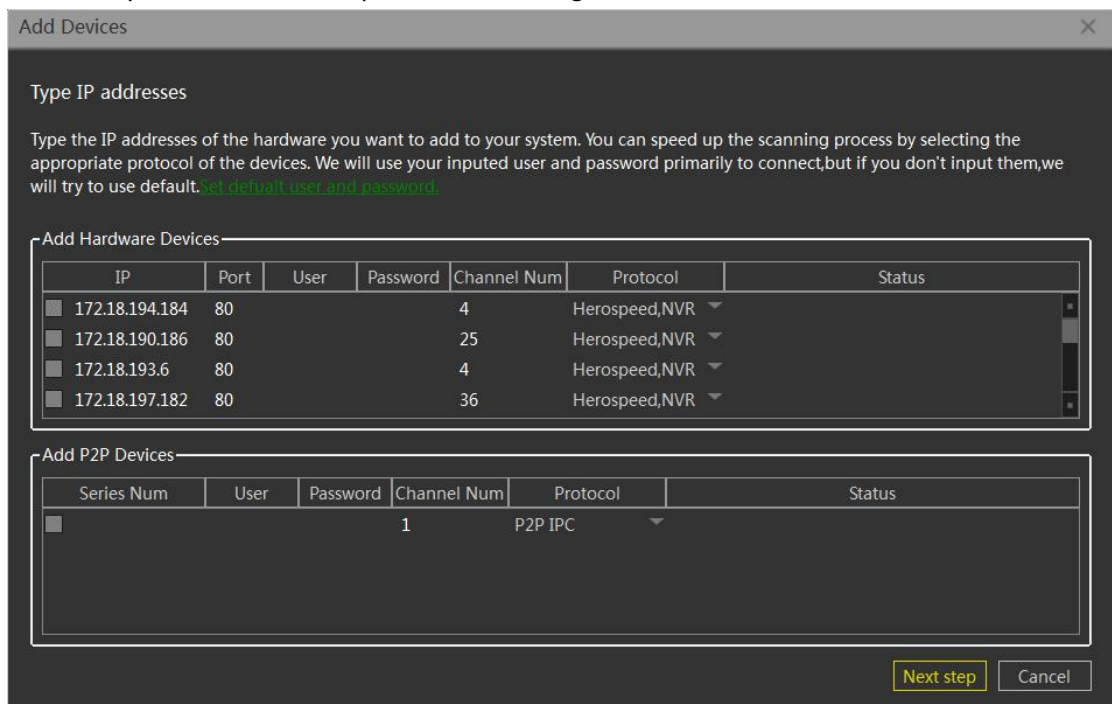 Add Devices
Type IP addresses
Type the IP addresses of the hardware you want to add to your system. You can speed up the scanning process by selecting the
appropriate protocol of the devices. We will use your inputed user and password primarily to connect,but if you don't input them,we
will try to use default.Set defualt user and password.
Add Hardware Devices
IP Port User Password Channel Num Protocol Status
172.18.194.184 80 4 Herospeed,NVR
172.18.190.186 80 25 Herospeed,NVR
172.18.193.6 80 4 Herospeed,NVR
172.18.197.182 80 36 Herospeed,NVR
Add P2P Devices
Series Num User Password Channel Num Protocol Status
1 P2P IPC
Next step Cancel